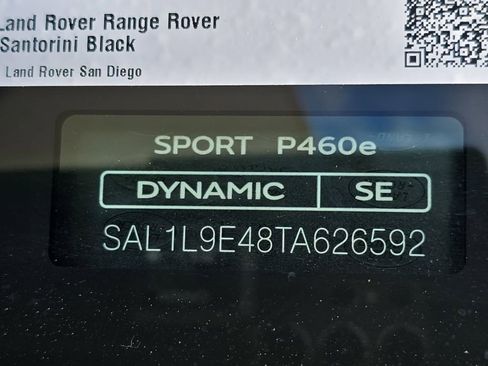 Land Rover Range Rover
Santorini Black
Land Rover San Diego
SPORT P460e
DYNAMIC SE
SAL1L9E48TA626592